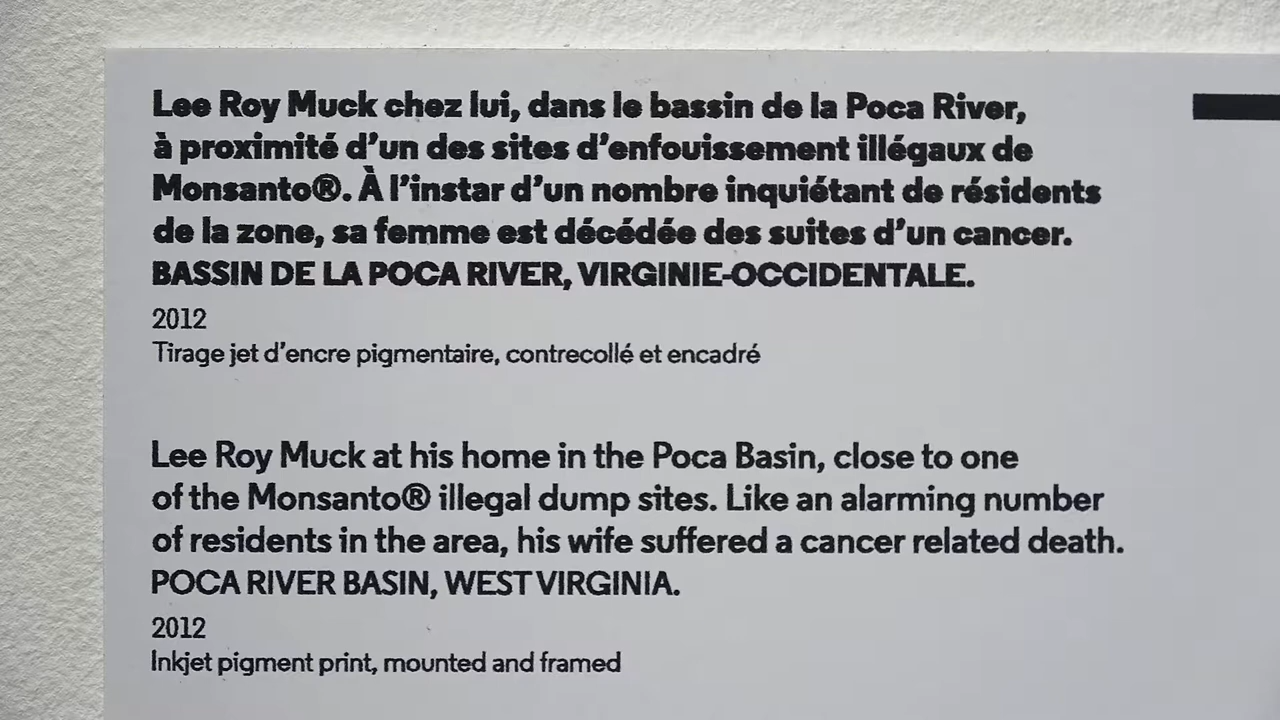 Lee Roy Muck chez lui, dans le bassin de la Poca River,
à proximité d'un des sites d'enfouissement illégaux de
Monsanto®. À l'instar d'un nombre inquiétant de résidents
de la zone, sa femme est décédée des suites d'un cancer.
BASSIN DE LA POCA RIVER, VIRGINIE-OCCIDENTALE.
2012
Tirage jet d'encre pigmentaire, contrecollé et encadré
Lee Roy Muck at his home in the Poca Basin, close to one
of the Monsanto® illegal dump sites. Like an alarming number
of residents in the area, his wife suffered a cancer related death.
POCA RIVER BASIN, WEST VIRGINIA.
2012
Inkjet pigment print, mounted and framed